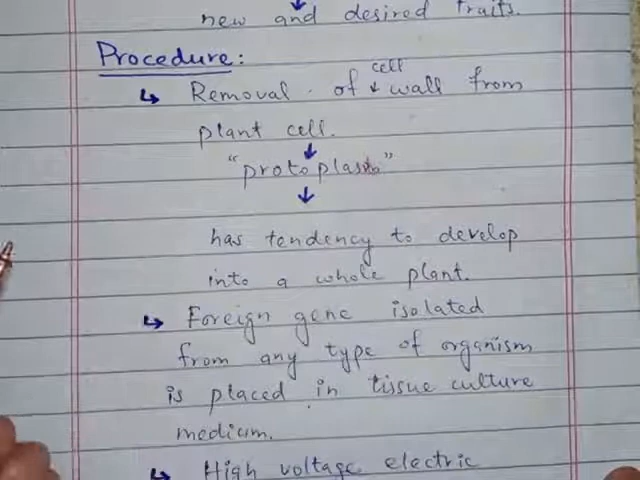 new and desired traits.
Procedure:
↳ Removal of cell wall from
plant cell.
↓
"protoplast"
↓
has tendency to develop
into a whole plant.
↳ Foreign gene isolated
from any type of organism
is placed in tissue culture
medium.
↳ High voltage electric